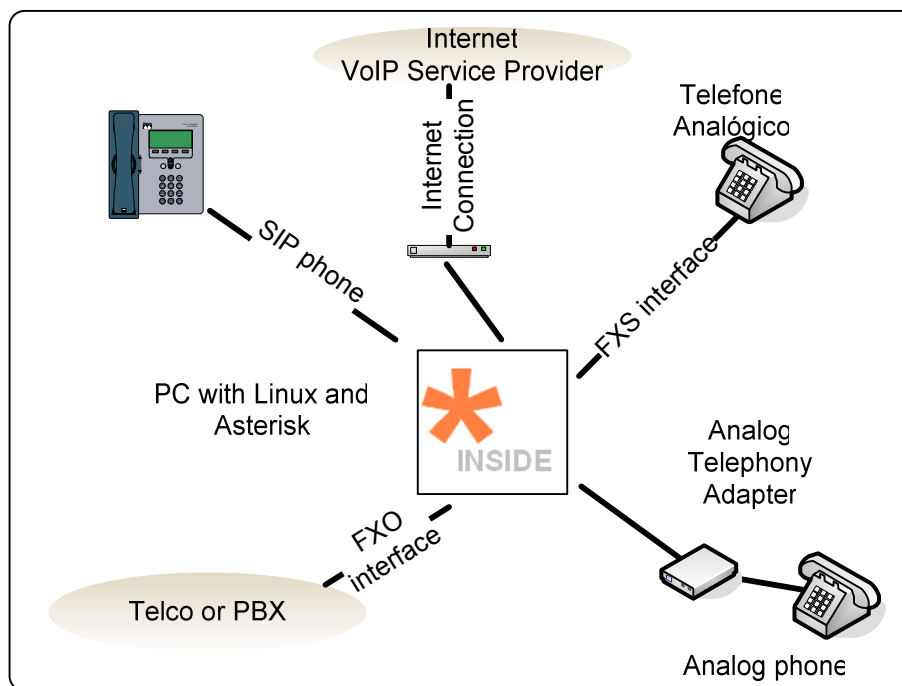 Internet
VoIP Service Provider
Telefone
Analógico
Internet
Connection
SIP phone
FXS interface
PC with Linux and
Asterisk
INSIDE
Analog
Telephony
Adapter
FXO
interface
Telco or PBX
Analog phone